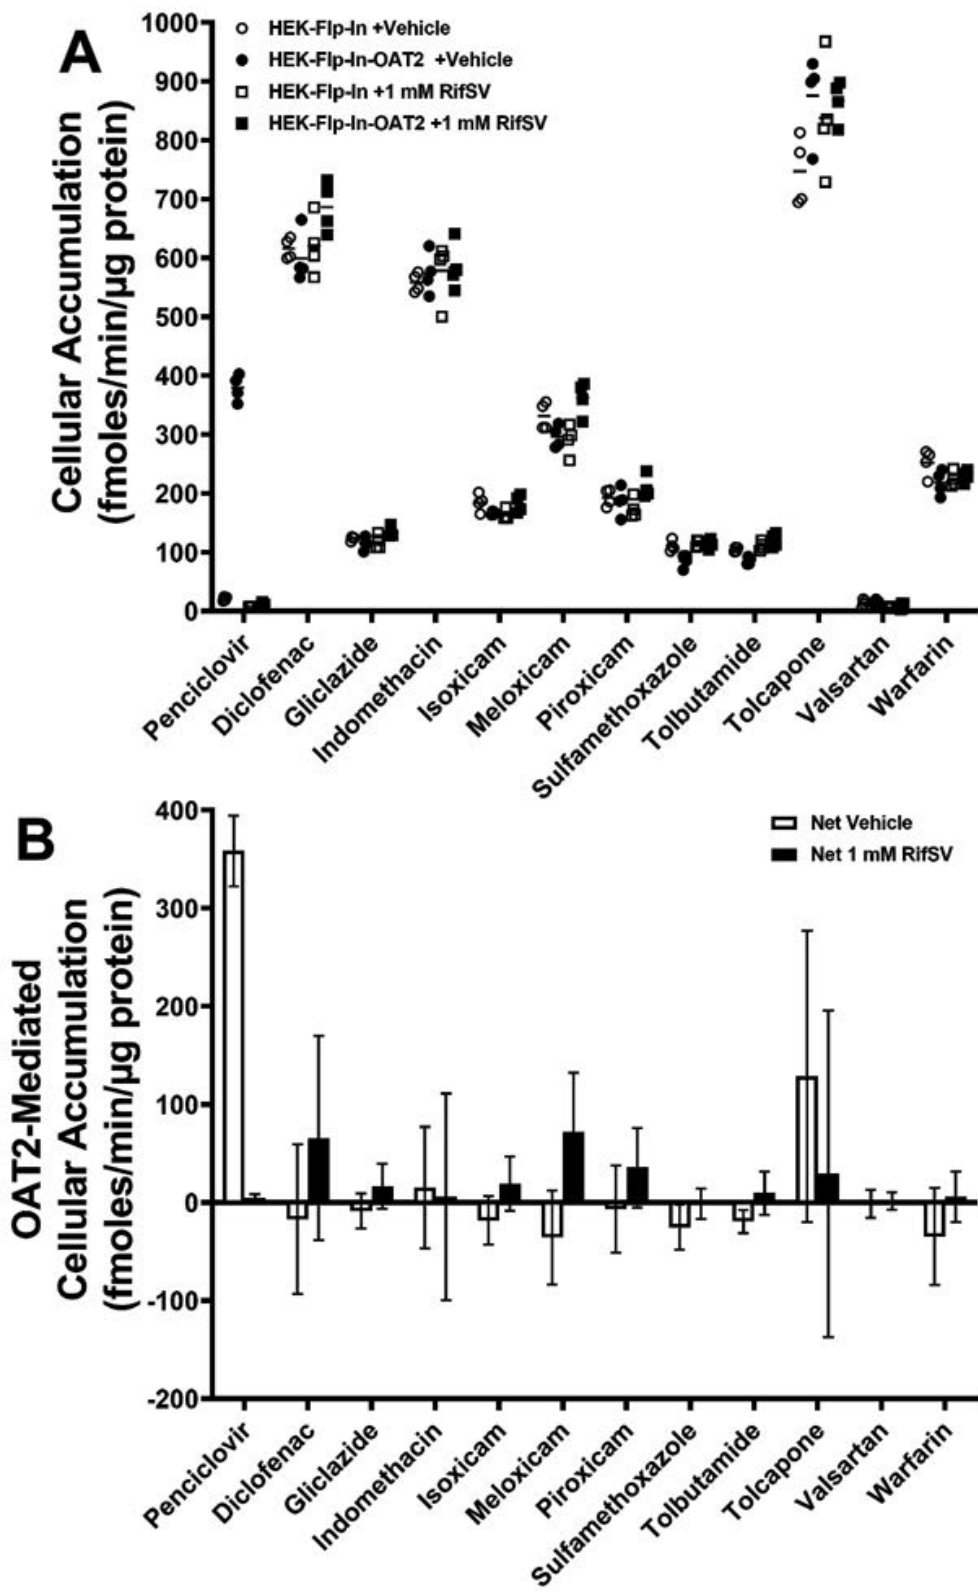 A
HEK-Flp-In +Vehicle
HEK-Flp-In-OAT2 +Vehicle
HEK-Flp-In +1 mM RifSV
HEK-Flp-In-OAT2 +1 mM RifSV
Cellular Accumulation
(fmoles/min/µg protein)
1000
900
800
700
600
500
400
300
200
100
0
Penciclovir
Diclofenac
Gliclazide
Indomethacin
Isoxicam
Meloxicam
Piroxicam
Sulfamethoxazole
Tolbutamide
Tolcapone
Valsartan
Warfarin
B
Net Vehicle
Net 1 mM RifSV
OAT2-Mediated
Cellular Accumulation
(fmoles/min/µg protein)
400
300
200
100
0
-100
-200
Penciclovir
Diclofenac
Gliclazide
Indomethacin
Isoxicam
Meloxicam
Piroxicam
Sulfamethoxazole
Tolbutamide
Tolcapone
Valsartan
Warfarin